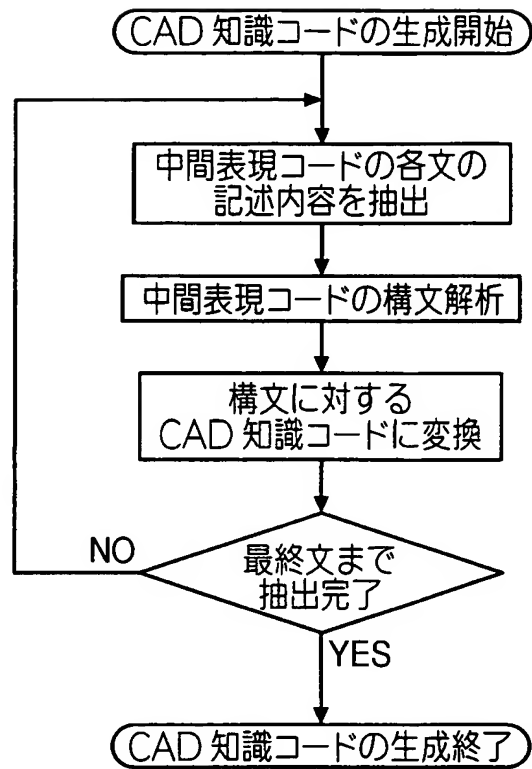 CAD 知識コードの生成開始
中間表現コードの各文の
記述内容を抽出
中間表現コードの構文解析
構文に対する
CAD 知識コードに変換
最終文まで
抽出完了
NO
YES
CAD 知識コードの生成終了